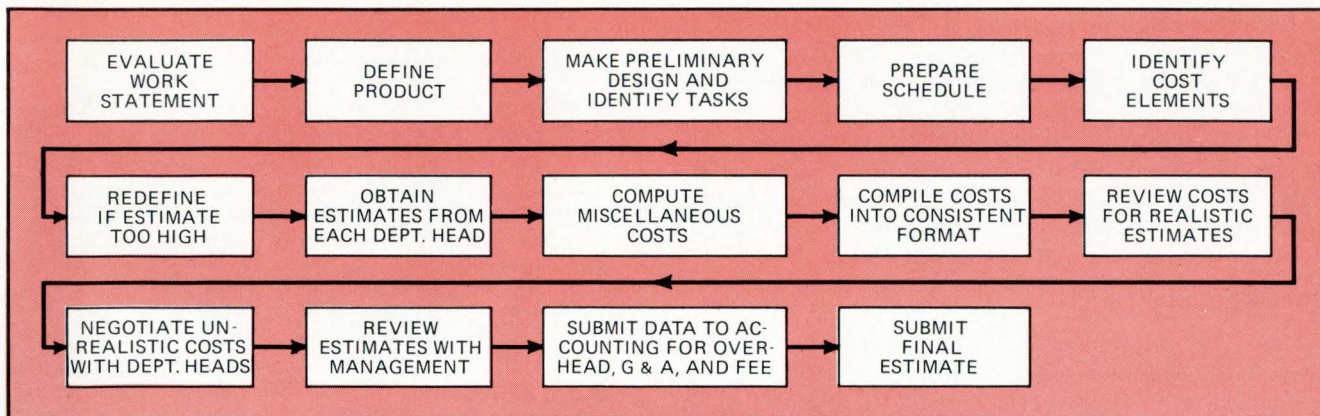 EVALUATE
WORK
STATEMENT
DEFINE
PRODUCT
MAKE PRELIMINARY
DESIGN AND
IDENTIFY TASKS
PREPARE
SCHEDULE
IDENTIFY
COST
ELEMENTS
REDEFINE
IF ESTIMATE
TOO HIGH
OBTAIN
ESTIMATES FROM
EACH DEPT. HEAD
COMPUTE
MISCELLANEOUS
COSTS
COMPILE COSTS
INTO CONSISTENT
FORMAT
REVIEW COSTS
FOR REALISTIC
ESTIMATES
NEGOTIATE UN-
REALISTIC COSTS
WITH DEPT. HEADS
REVIEW
ESTIMATES WITH
MANAGEMENT
SUBMIT DATA TO AC-
COUNTING FOR OVER-
HEAD, G & A, AND FEE
SUBMIT
FINAL
ESTIMATE